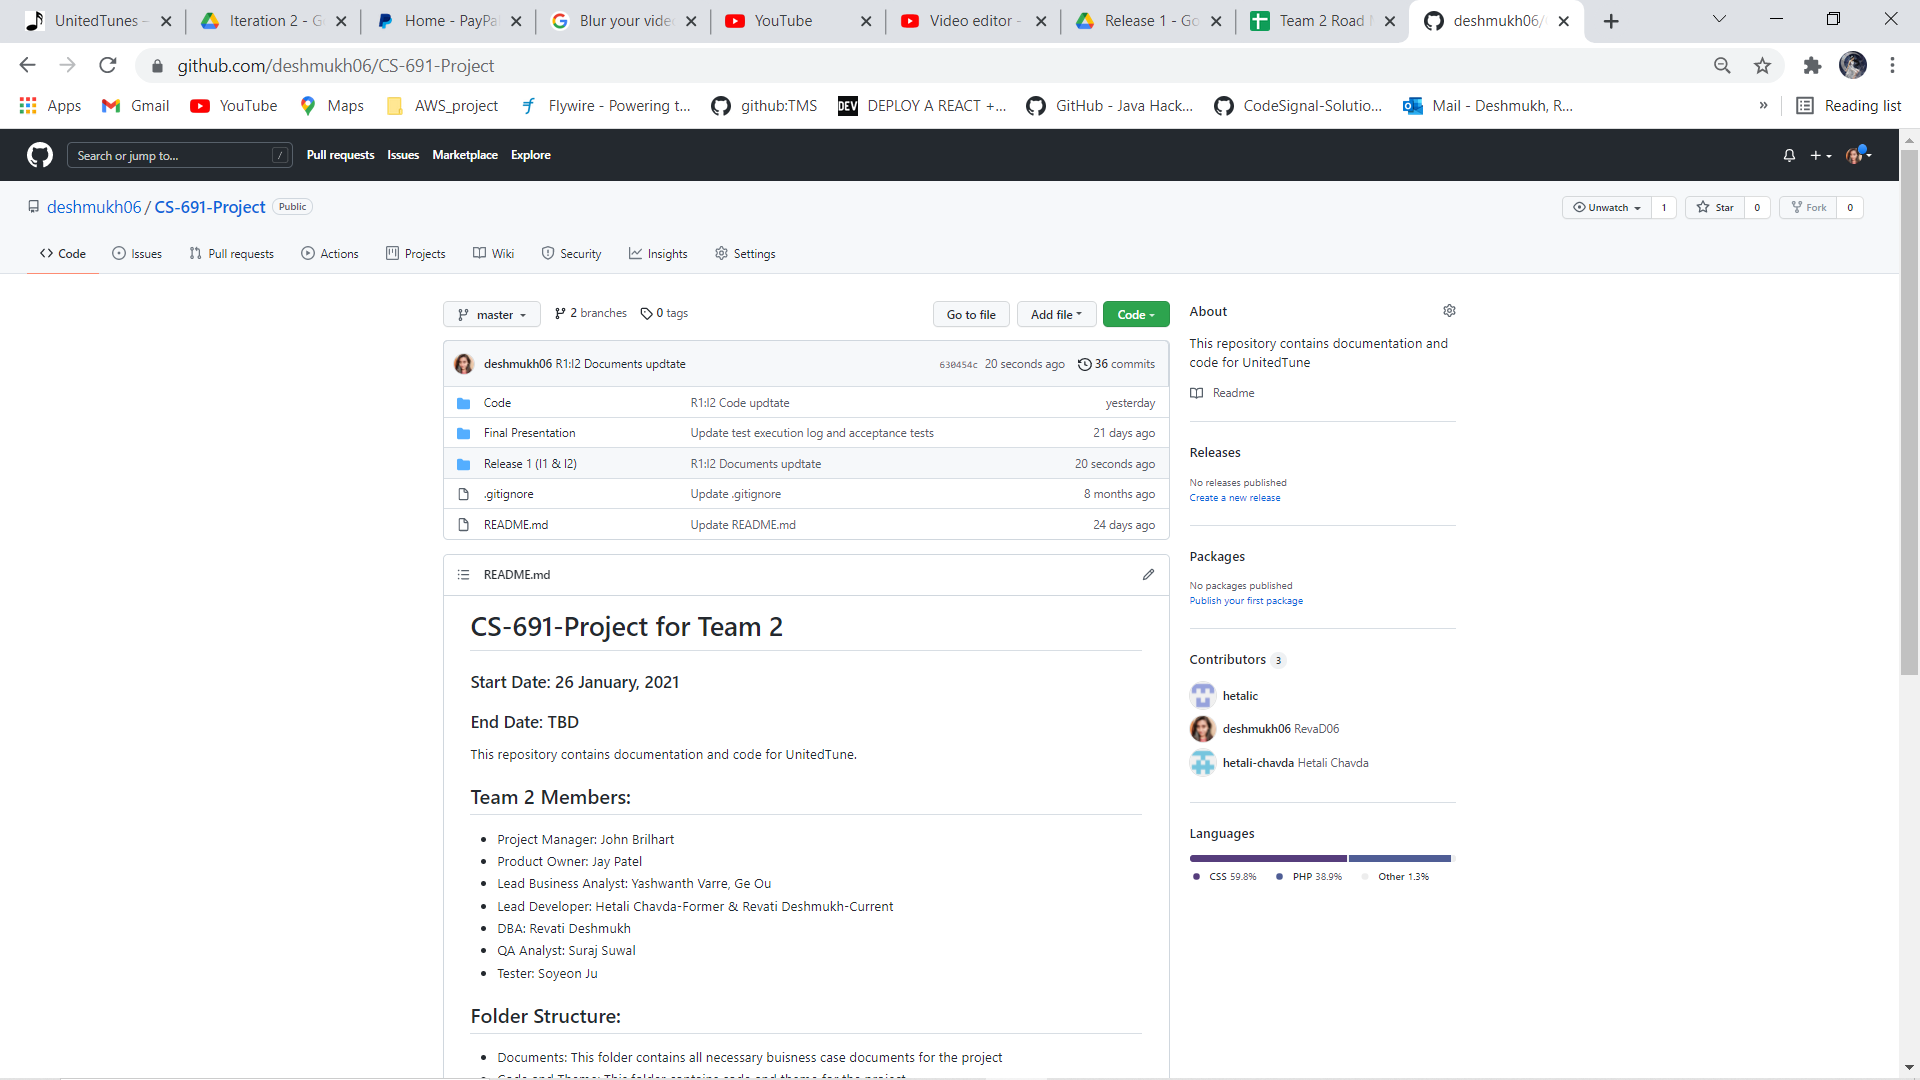 UnitedTunes –
Iteration 2 - G
Home - PayPa
Blur your vide
YouTube
Video editor -
Release 1 - Go
Team 2 Road
deshmukh06/
github.com/deshmukh06/CS-691-Project
Apps
Gmail
YouTube
Maps
AWS_project
Flywire - Powering t...
github:TMS
DEV
DEPLOY A REACT +...
GitHub - Java Hack...
CodeSignal-Solutio...
Mail - Deshmukh, R...
»
Reading list
Search or jump to...
/
Pull requests
Issues
Marketplace
Explore
deshmukh06 / CS-691-Project
Public
Unwatch
1
Star
0
Fork
0
Code
Issues
Pull requests
Actions
Projects
Wiki
Security
Insights
Settings
master
2 branches
0 tags
Go to file
Add file
Code
deshmukh06 R1:I2 Documents updtate
630454c
20 seconds ago
36 commits
Code
R1:I2 Code updtate
yesterday
Final Presentation
Update test execution log and acceptance tests
21 days ago
Release 1 (I1 & I2)
R1:I2 Documents updtate
20 seconds ago
.gitignore
Update .gitignore
8 months ago
README.md
Update README.md
24 days ago
README.md
CS-691-Project for Team 2
Start Date: 26 January, 2021
End Date: TBD
This repository contains documentation and code for UnitedTune.
Team 2 Members:
Project Manager: John Brilhart
Product Owner: Jay Patel
Lead Business Analyst: Yashwanth Varre, Ge Ou
Lead Developer: Hetali Chavda-Former & Revati Deshmukh-Current
DBA: Revati Deshmukh
QA Analyst: Suraj Suwal
Tester: Soyeon Ju
Folder Structure:
Documents: This folder contains all necessary buisness case documents for the project
Code and Theme: This folder contains code and theme for the project
About
This repository contains documentation and
code for UnitedTune
Readme
Releases
No releases published
Create a new release
Packages
No packages published
Publish your first package
Contributors 3
hetalic
deshmukh06 RevaD06
hetali-chavda Hetali Chavda
Languages
CSS 59.8%
PHP 38.9%
Other 1.3%